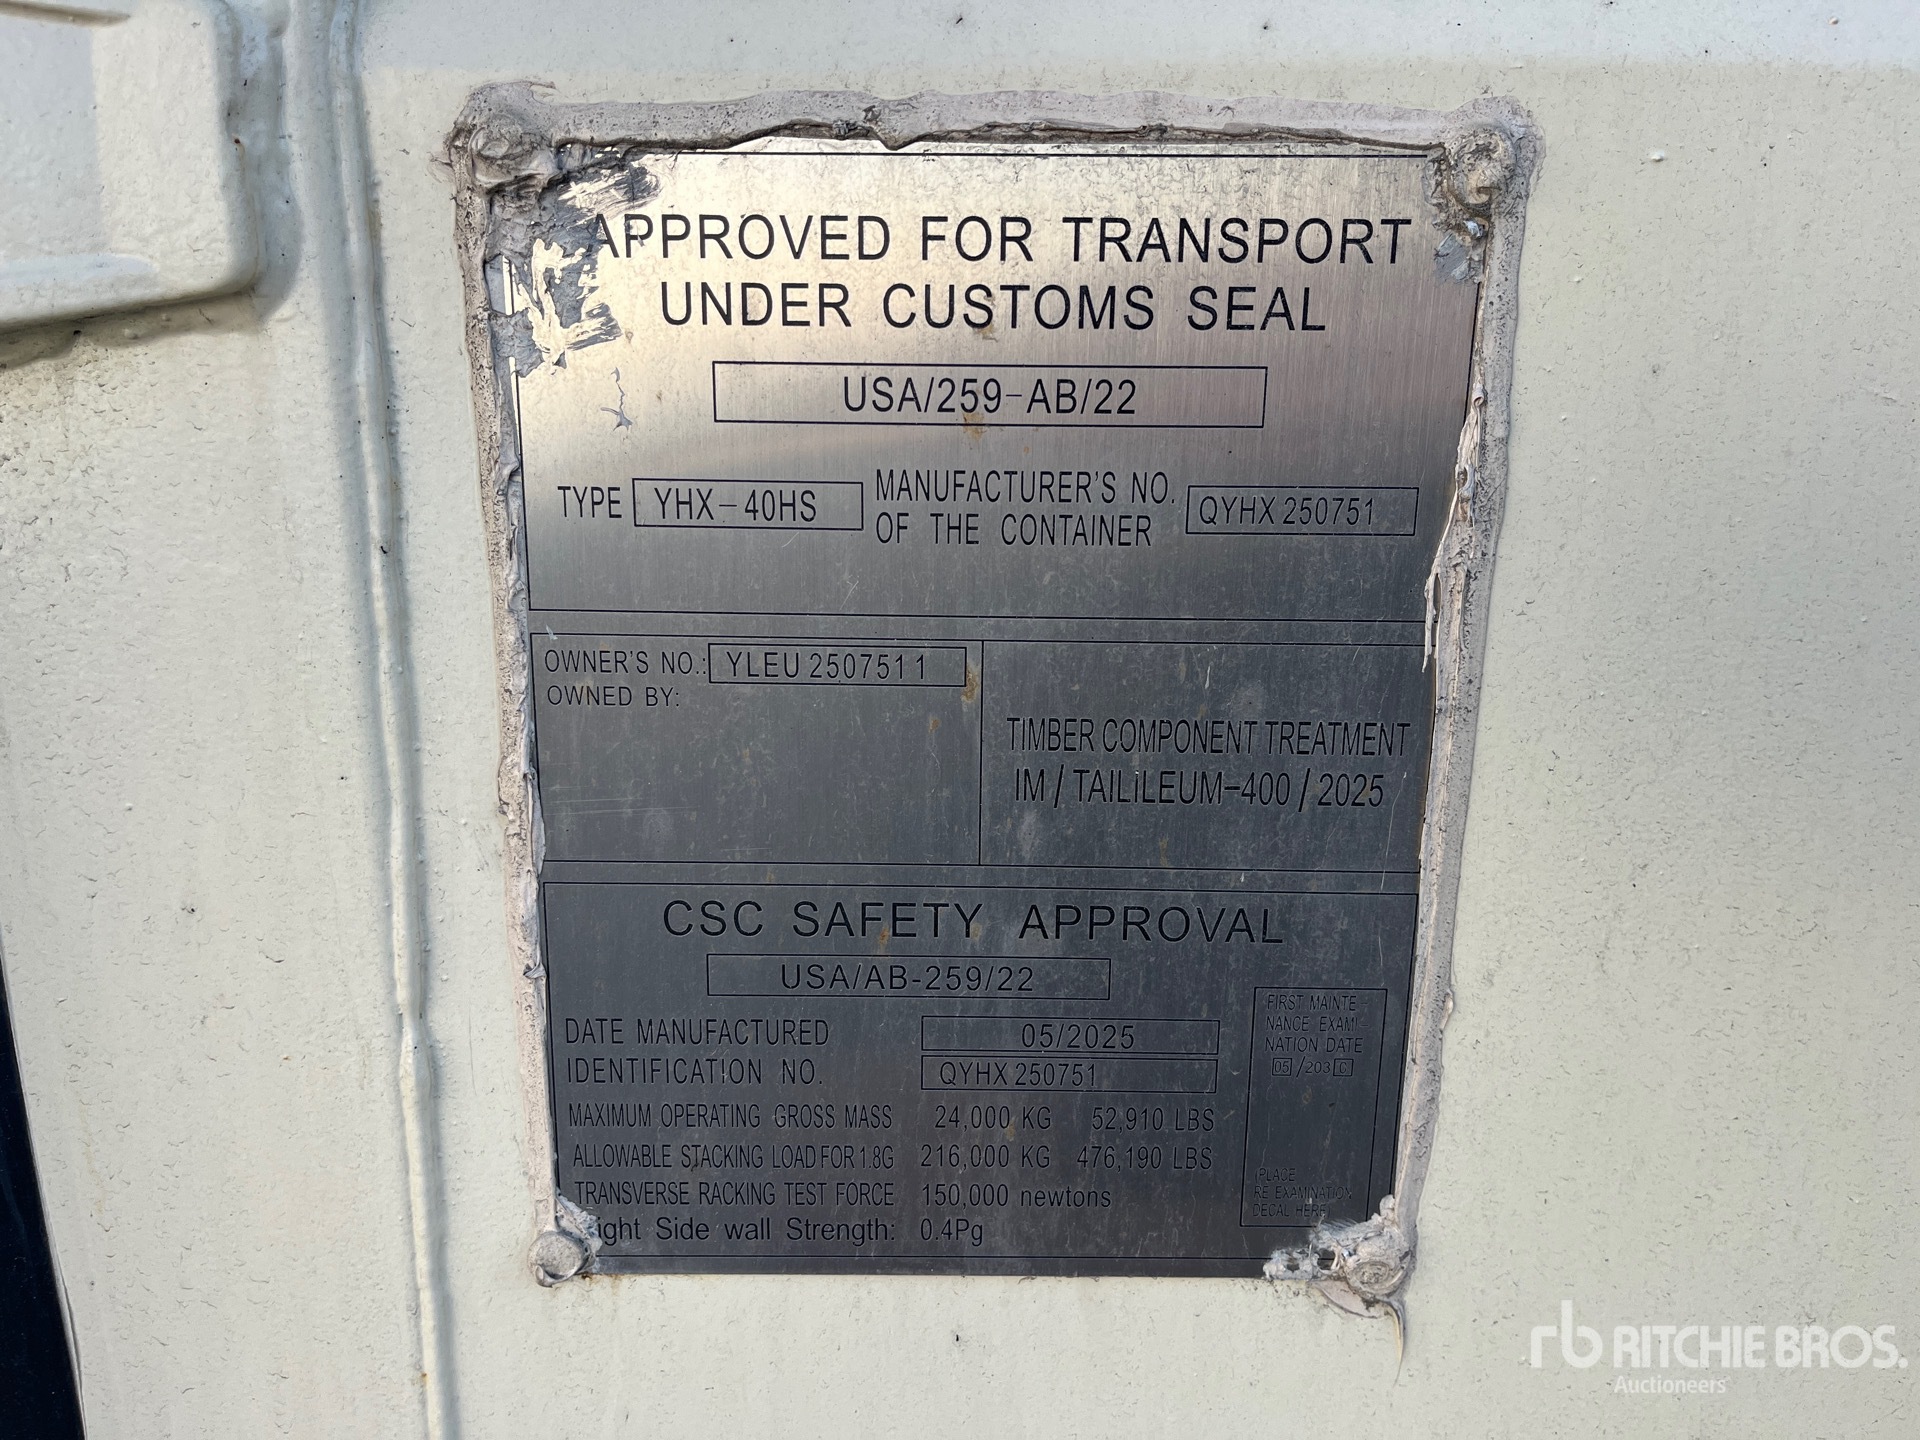 APPROVED FOR TRANSPORT
UNDER CUSTOMS SEAL
USA/259-AB/22
TYPE YHX-40HS
MANUFACTURER'S NO.
OF THE CONTAINER
QYHX 250751
OWNER'S NO.: YLEU 250751 1
OWNED BY:
TIMBER COMPONENT TREATMENT
IM / TAILILEUM-400 / 2025
CSC SAFETY APPROVAL
USA/AB-259/22
DATE MANUFACTURED 05/2025
IDENTIFICATION NO. QYHX 250751
MAXIMUM OPERATING GROSS MASS 24,000 KG 52,910 LBS
ALLOWABLE STACKING LOAD FOR 1.8G 216,000 KG 476,190 LBS
TRANSVERSE RACKING TEST FORCE 150,000 newtons
Side wall Strength: 0.4Pg
FIRST MAINTE-
NANCE EXAMI-
NATION DATE
05/203
(PLACE
RE EXAMINATION
DECAL HERE)
rb RITCHIE BROS.
Auctioneers